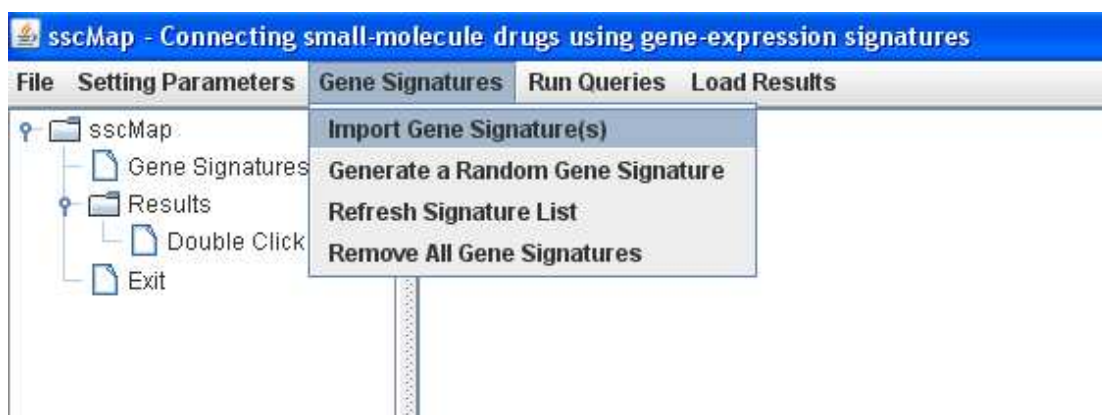 sscMap - Connecting small-molecule drugs using gene-expression signatures
File Setting Parameters Gene Signatures Run Queries Load Results
sscMap
Gene Signatures
Results
Double Click
Exit
Import Gene Signature(s)
Generate a Random Gene Signature
Refresh Signature List
Remove All Gene Signatures